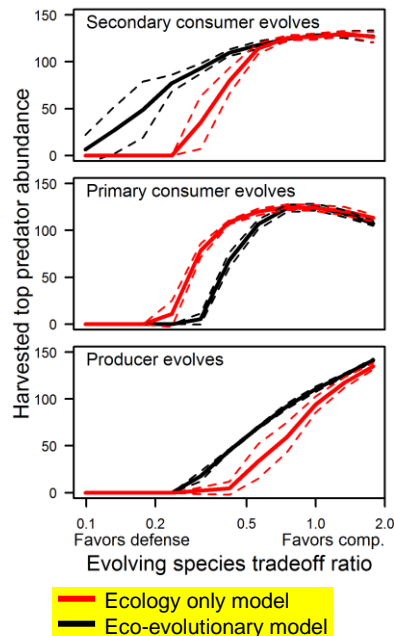 Secondary consumer evolves
150
100
50
0
Primary consumer evolves
150
100
50
0
Producer evolves
150
100
50
0
Harvested top predator abundance
0.1 0.2 0.5 1.0 2.0
Favors defense Favors comp.
Evolving species tradeoff ratio
Ecology only model
Eco-evolutionary model